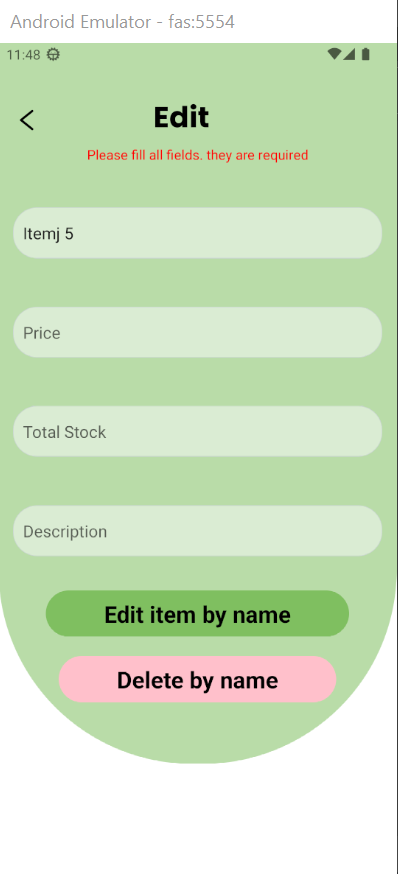 Android Emulator - fas:5554
11:48
Edit
Please fill all fields. they are required
Itemj 5
Price
Total Stock
Description
Edit item by name
Delete by name